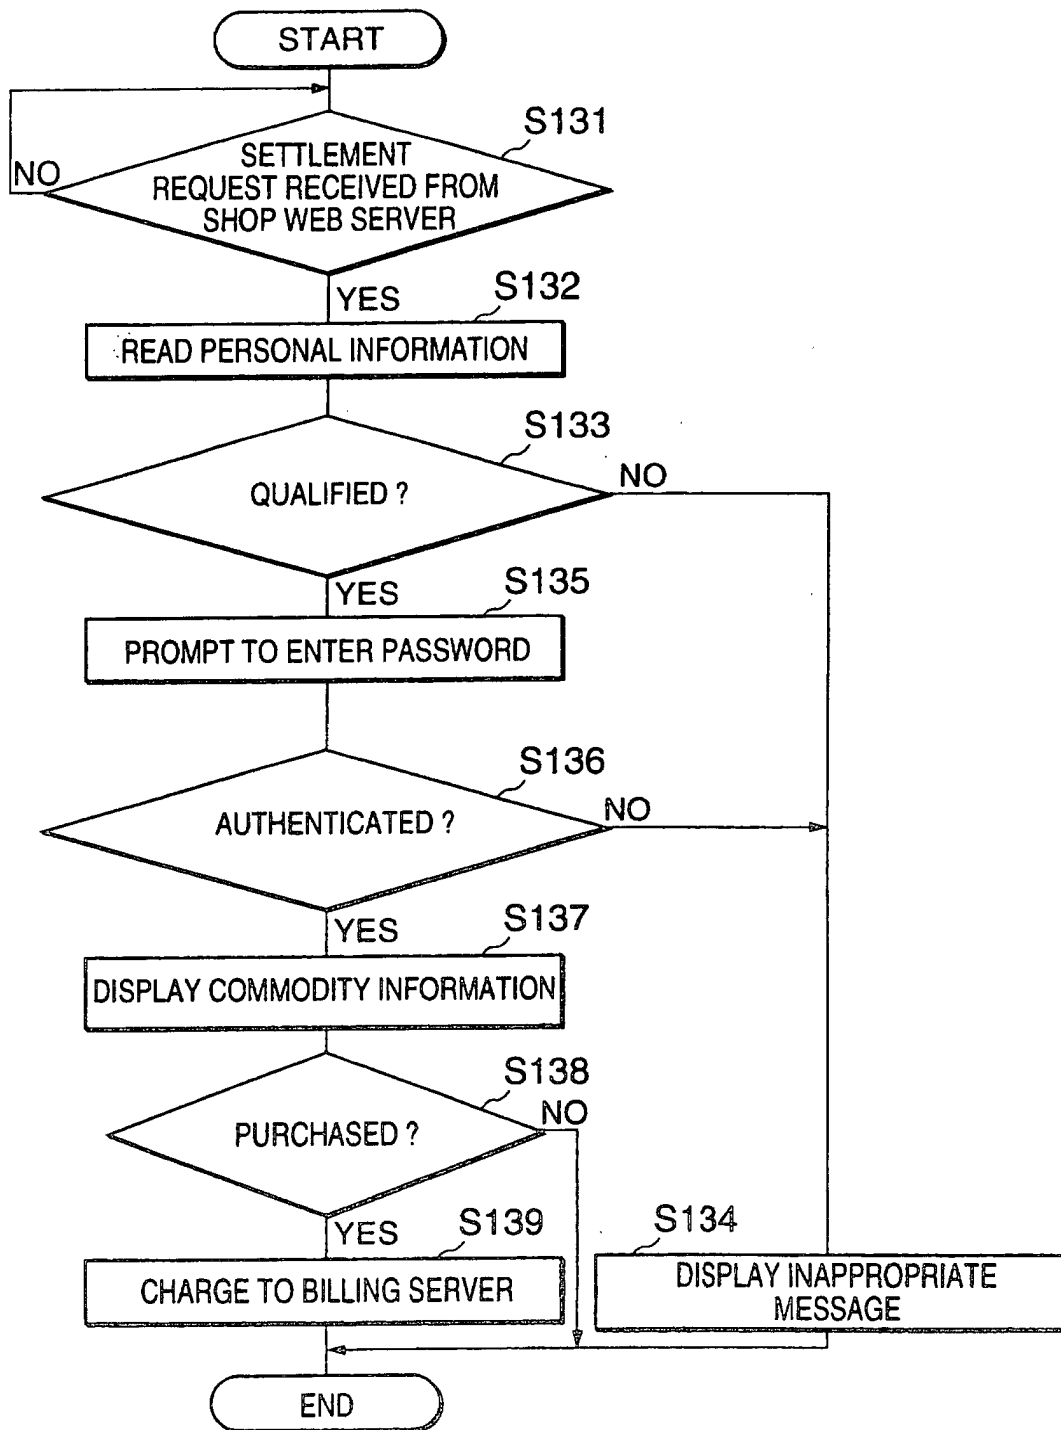 START
S131
SETTLEMENT
REQUEST RECEIVED FROM
SHOP WEB SERVER
NO
YES
S132
READ PERSONAL INFORMATION
S133
QUALIFIED ?
NO
YES
S135
PROMPT TO ENTER PASSWORD
S136
AUTHENTICATED ?
NO
YES
S137
DISPLAY COMMODITY INFORMATION
S138
PURCHASED ?
NO
YES
S139
CHARGE TO BILLING SERVER
S134
DISPLAY INAPPROPRIATE
MESSAGE
END